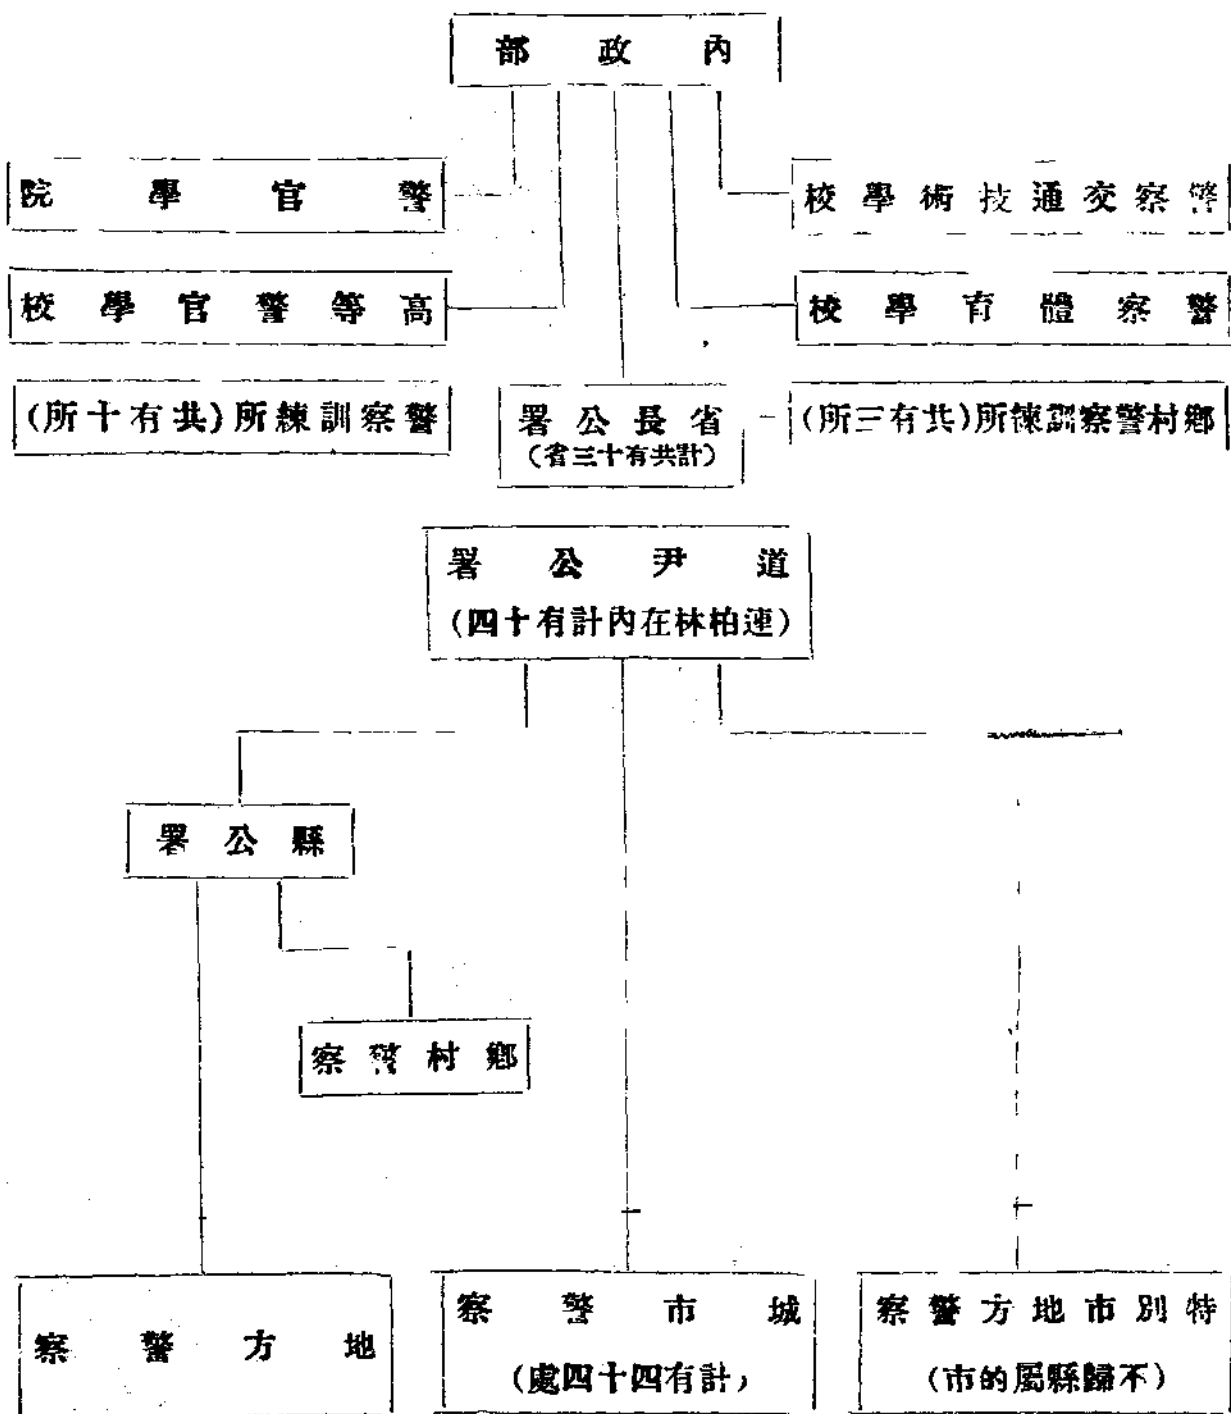 內政部
警察交通技術學校
警官學院
警察體育學校
高等警官學校
鄉村警察訓練所(共有三所)
省長公署
(計共有十三省)
警察訓練所(共有十所)
道尹公署
(連柏林在內計有十四)
縣公署
鄉村警察
特別市地方警察
(不歸縣屬的市)
城市警察
(計有四十四處)
地方警察